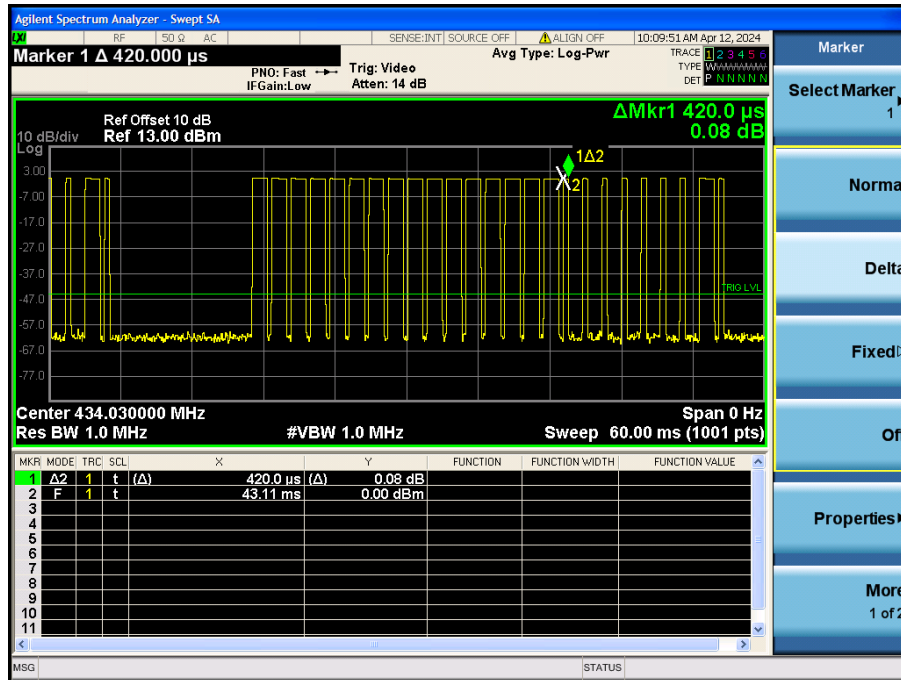 Agilent Spectrum Analyzer - Swept SA
LXI RF 50 Ω AC SENSE:INT SOURCE OFF ALIGN OFF 10:09:51 AM Apr 12, 2024
Marker 1 Δ 420.000 µs
PNO: Fast
IFGain:Low
Trig: Video
Atten: 14 dB
Avg Type: Log-Pwr
TRACE 1 2 3 4 5 6
TYPE WWWWWW
DET P N N N N N
Ref Offset 10 dB
10 dB/div Ref 13.00 dBm
Log
ΔMkr1 420.0 µs
0.08 dB
1Δ2
2
3.00
-7.00
-17.0
-27.0
-37.0
-47.0
-57.0
-67.0
-77.0
TRIG LVL
Center 434.030000 MHz Span 0 Hz
Res BW 1.0 MHz #VBW 1.0 MHz Sweep 60.00 ms (1001 pts)
MKR MODE TRC SCL X Y FUNCTION FUNCTION WIDTH FUNCTION VALUE
1 Δ2 1 t (Δ) 420.0 µs (Δ) 0.08 dB
2 F 1 t 43.11 ms 0.00 dBm
3
4
5
6
7
8
9
10
11
MSG STATUS
Marker
Select Marker
1
Norma
Delta
Fixed
Of
Properties
More
1 of 2